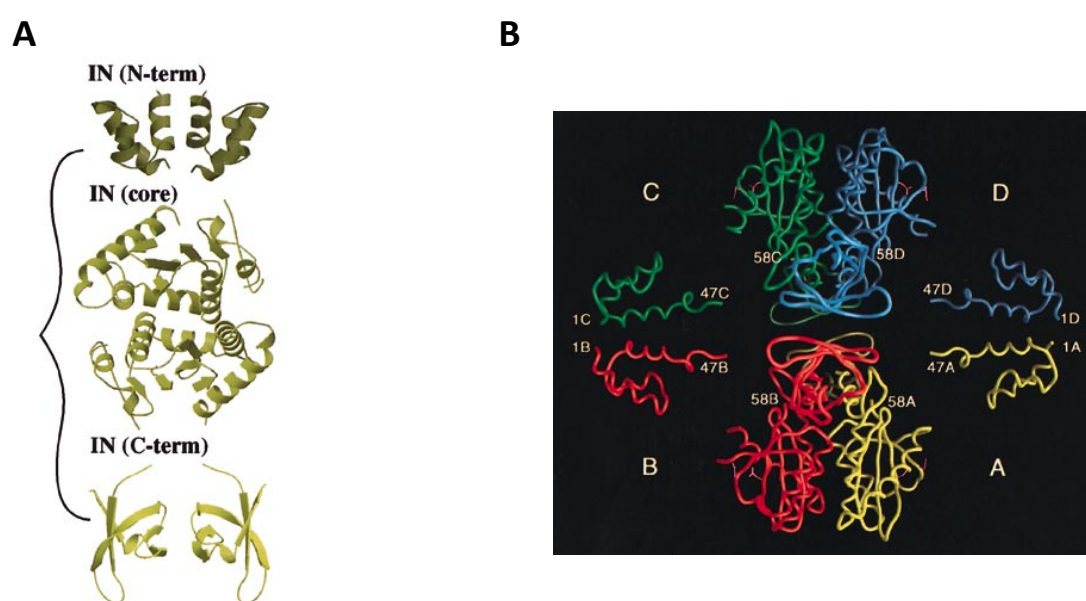 A
B
IN (N-term)
IN (core)
IN (C-term)
C
D
58C
58D
47C
47D
1C
1D
1B
1A
47B
47A
58B
58A
B
A